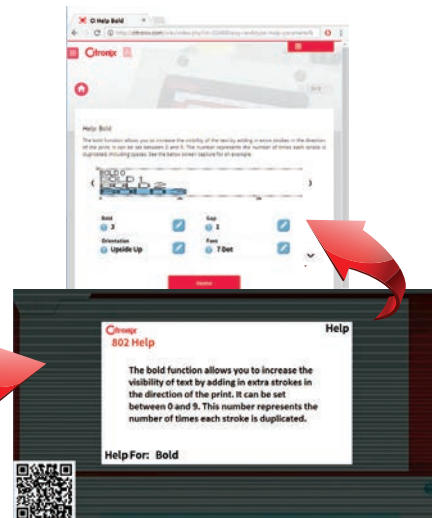 Help Bold
Citronix
Help Bold
The bold function allows you to increase the visibility of the text by adding in extra strokes in the direction
of the print. It can be set between 0 and 9. The number represents the number of times each stroke is
duplicated, including spaces. See the below screen capture for an example.
Bold
3
Gap
1
Orientation
Upside Up
Font
7 Dot
Home
Citronix
Help
802 Help
The bold function allows you to increase the
visibility of text by adding in extra strokes in
the direction of the print. It can be set
between 0 and 9. This number represents the
number of times each stroke is duplicated.
Help For: Bold